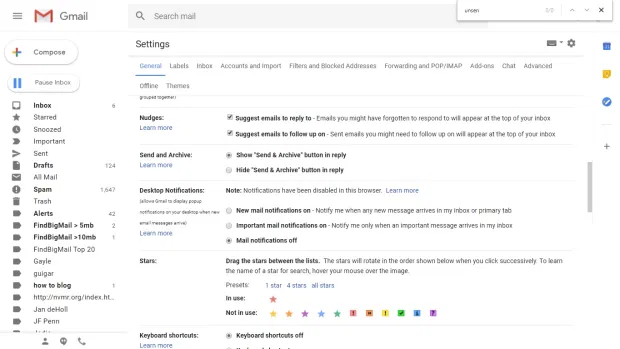 Gmail
Search mail
unsen
0/0
Compose
Pause Inbox
Inbox 6
Starred
Snoozed
Important
Sent
Drafts 124
All Mail
Spam 1,647
Trash
Alerts 42
FindBigMail > 5mb 2
FindBigMail >10mb 1
FindBigMail Top 20
Gayle
guigar
how to blog 1
http://nvmr.org/index.ht...
Jan deHoll
JF Penn
Settings
General Labels Inbox Accounts and Import Filters and Blocked Addresses Forwarding and POP/IMAP Add-ons Chat Advanced
Offline Themes
grouped together)
Nudges:
Learn more
Suggest emails to reply to - Emails you might have forgotten to respond to will appear at the top of your inbox
Suggest emails to follow up on - Sent emails you might need to follow up on will appear at the top of your inbox
Send and Archive:
Learn more
Show "Send & Archive" button in reply
Hide "Send & Archive" button in reply
Desktop Notifications:
(allows Gmail to display popup
notifications on your desktop when new
email messages arrive)
Learn more
Note: Notifications have been disabled in this browser. Learn more
New mail notifications on - Notify me when any new message arrives in my inbox or primary tab
Important mail notifications on - Notify me only when an important message arrives in my inbox
Mail notifications off
Stars:
Drag the stars between the lists. The stars will rotate in the order shown below when you click successively. To learn
the name of a star for search, hover your mouse over the image.
Presets: 1 star 4 stars all stars
In use:
Not in use:
Keyboard shortcuts:
Learn more
Keyboard shortcuts off